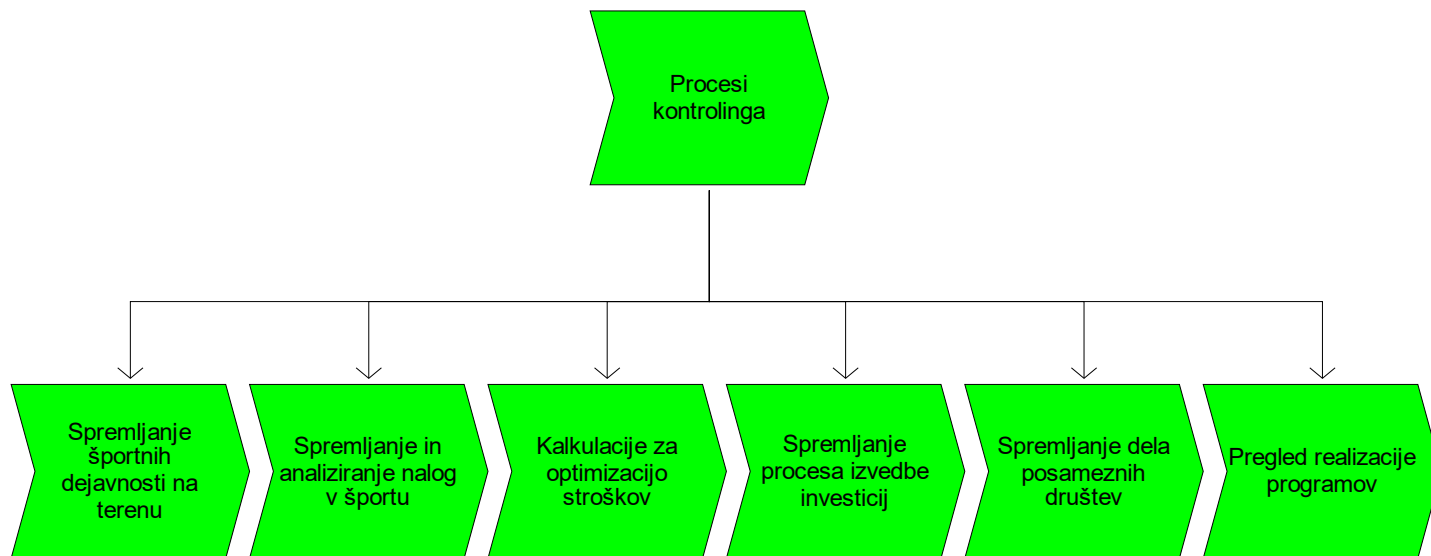 Procesi
kontrolinga
Spremljanje
športnih
dejavnosti na
terenu
Spremljanje in
analiziranje nalog
v športu
Kalkulacije za
optimizacijo
stroškov
Spremljanje
procesa izvedbe
investicij
Spremljanje dela
posameznih
društev
Pregled realizacije
programov